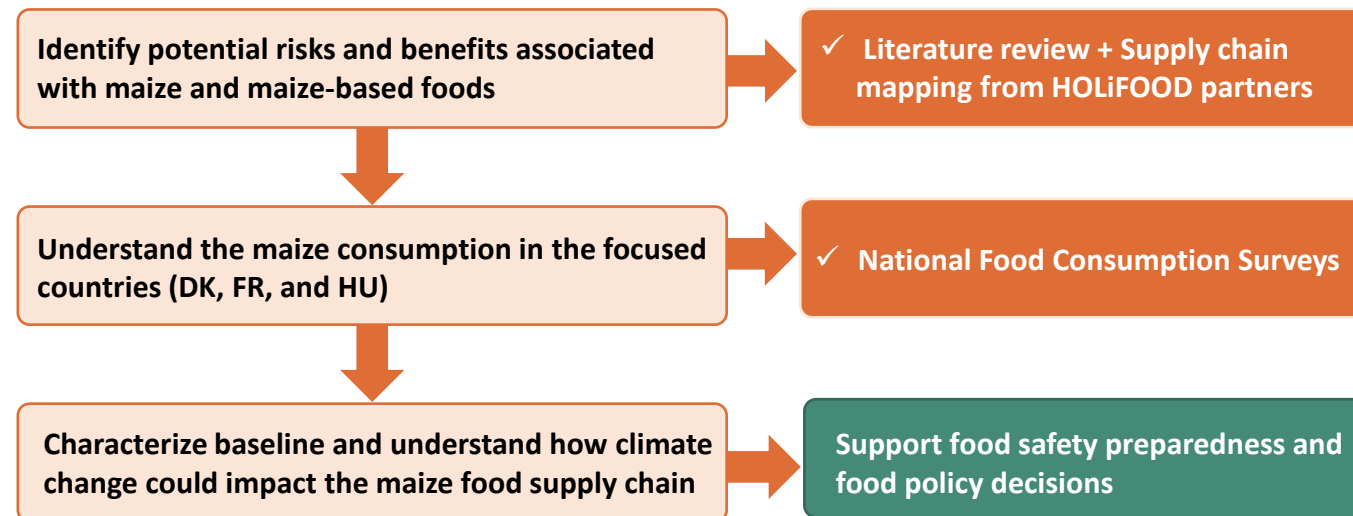 Identify potential risks and benefits associated
with maize and maize-based foods
✓ Literature review + Supply chain
mapping from HOLiFOOD partners
Understand the maize consumption in the focused
countries (DK, FR, and HU)
✓ National Food Consumption Surveys
Characterize baseline and understand how climate
change could impact the maize food supply chain
Support food safety preparedness and
food policy decisions